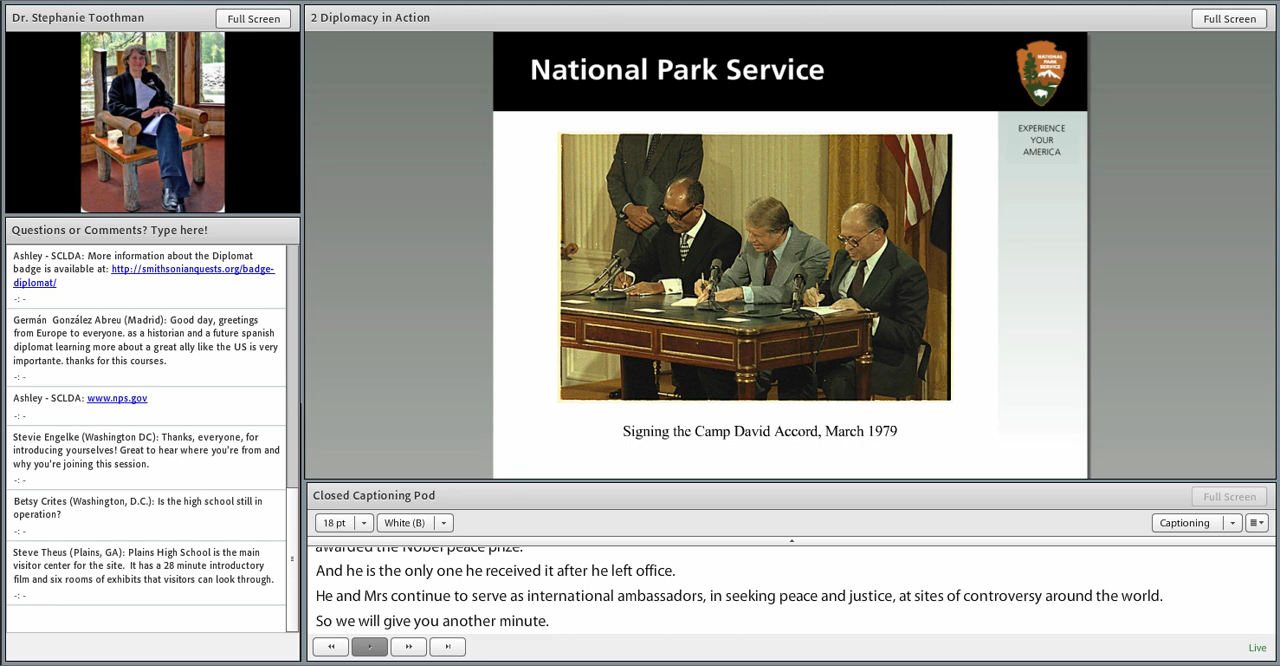 Dr. Stephanie Toothman
Full Screen
Questions or Comments? Type here!
Ashley - SCLDA: More information about the Diplomat
badge is available at: http://smithsonianquests.org/badge-
diplomat/
-: -
Germán González Abreu (Madrid): Good day, greetings
from Europe to everyone. as a historian and a future spanish
diplomat learning more about a great ally like the US is very
importante. thanks for this courses.
-: -
Ashley - SCLDA: www.nps.gov
-: -
Stevie Engelke (Washington DC): Thanks, everyone, for
introducing yourselves! Great to hear where you're from and
why you're joining this session.
-: -
Betsy Crites (Washington, D.C.): Is the high school still in
operation?
-: -
Steve Theus (Plains, GA): Plains High School is the main
visitor center for the site. It has a 28 minute introductory
film and six rooms of exhibits that visitors can look through.
-: -
2 Diplomacy in Action
Full Screen
National Park Service
NATIONAL
PARK
SERVICE
EXPERIENCE
YOUR
AMERICA
Signing the Camp David Accord, March 1979
Closed Captioning Pod
Full Screen
18 pt
White (B)
Captioning
awarded the Nobel peace prize.
And he is the only one he received it after he left office.
He and Mrs continue to serve as international ambassadors, in seeking peace and justice, at sites of controversy around the world.
So we will give you another minute.
Live